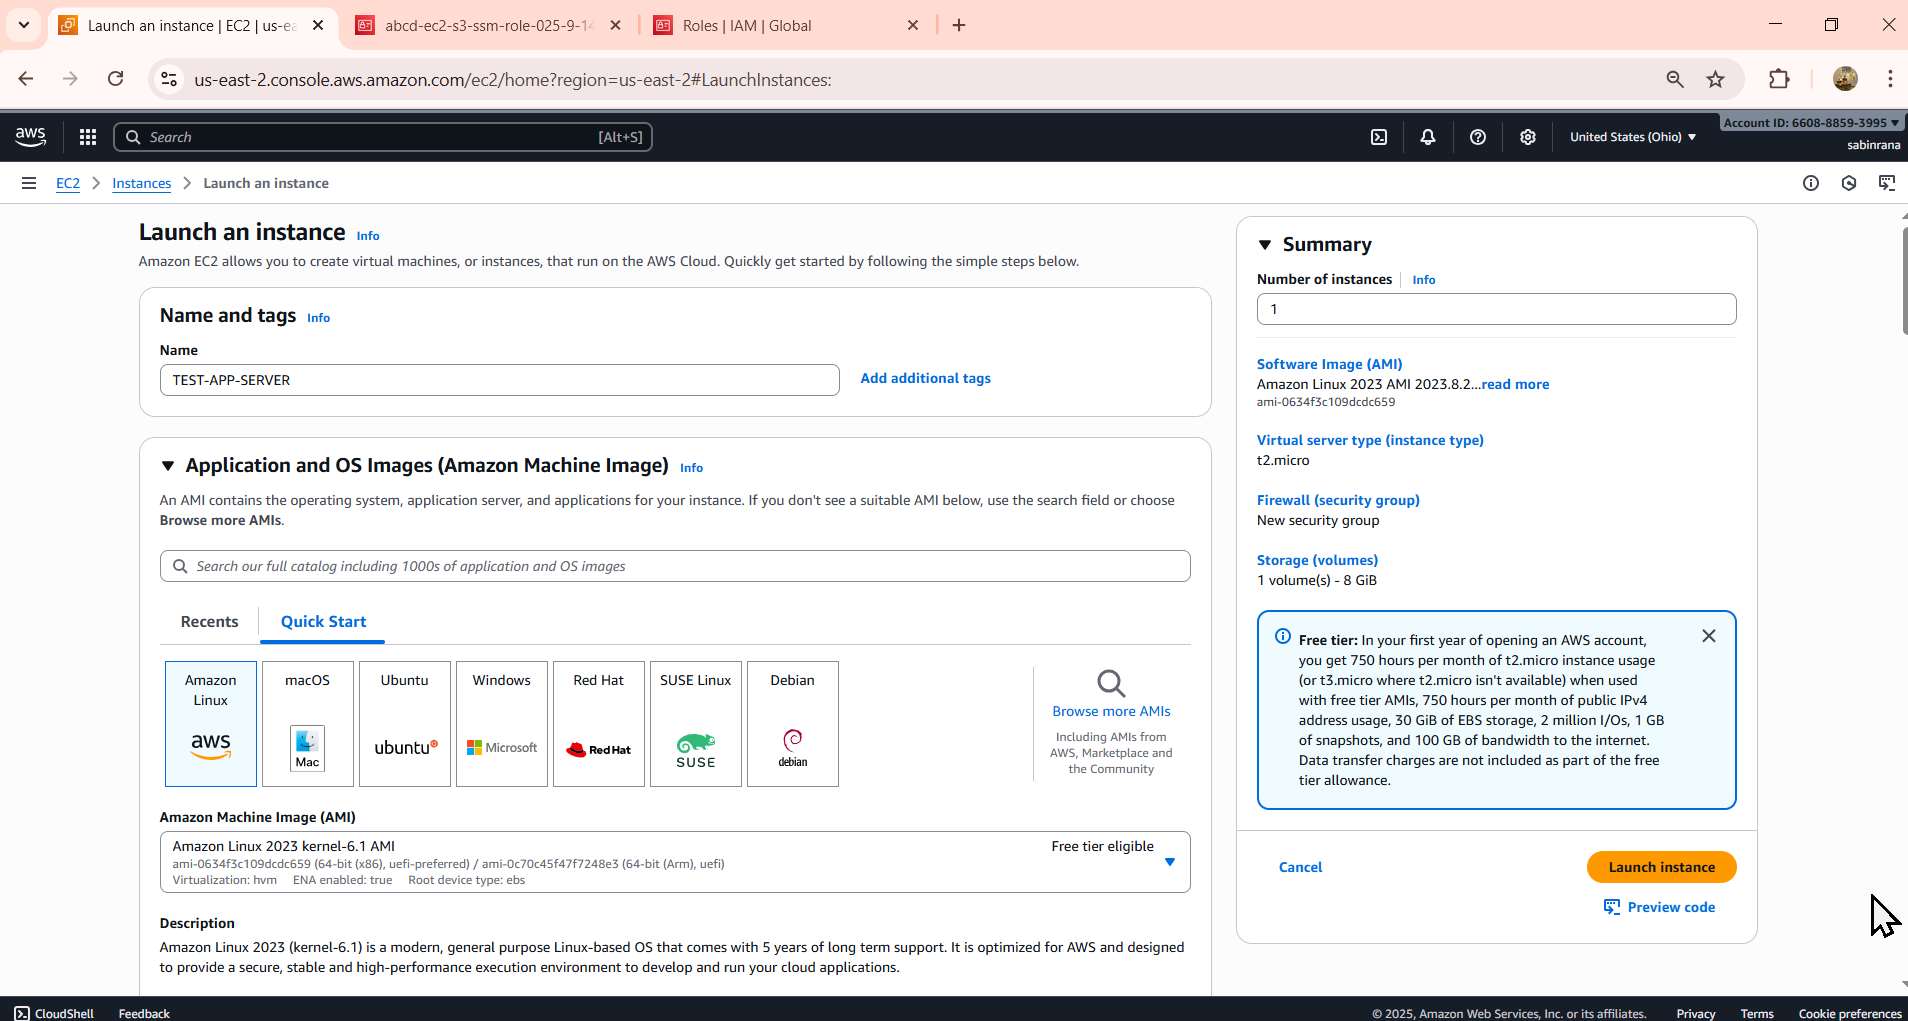 Launch an instance | EC2 | us-ea
abcd-ec2-s3-ssm-role-025-9-14
Roles | IAM | Global
us-east-2.console.aws.amazon.com/ec2/home?region=us-east-2#LaunchInstances:
aws
Search
[Alt+S]
United States (Ohio)
Account ID: 6608-8859-3995
sabinrana
EC2
Instances
Launch an instance
Launch an instance Info
Amazon EC2 allows you to create virtual machines, or instances, that run on the AWS Cloud. Quickly get started by following the simple steps below.
Name and tags Info
Name
TEST-APP-SERVER
Add additional tags
Application and OS Images (Amazon Machine Image) Info
An AMI contains the operating system, application server, and applications for your instance. If you don't see a suitable AMI below, use the search field or choose
Browse more AMIs.
Search our full catalog including 1000s of application and OS images
Recents
Quick Start
Amazon
Linux
aws
macOS
Mac
Ubuntu
ubuntu
Windows
Microsoft
Red Hat
Red Hat
SUSE Linux
SUSE
Debian
debian
Browse more AMIs
Including AMIs from
AWS, Marketplace and
the Community
Amazon Machine Image (AMI)
Amazon Linux 2023 kernel-6.1 AMI
Free tier eligible
ami-0634f3c109dcdc659 (64-bit (x86), uefi-preferred) / ami-0c70c45f47f7248e3 (64-bit (Arm), uefi)
Virtualization: hvm ENA enabled: true Root device type: ebs
Description
Amazon Linux 2023 (kernel-6.1) is a modern, general purpose Linux-based OS that comes with 5 years of long term support. It is optimized for AWS and designed
to provide a secure, stable and high-performance execution environment to develop and run your cloud applications.
Summary
Number of instances
Info
1
Software Image (AMI)
Amazon Linux 2023 AMI 2023.8.2...read more
ami-0634f3c109dcdc659
Virtual server type (instance type)
t2.micro
Firewall (security group)
New security group
Storage (volumes)
1 volume(s) - 8 GiB
Free tier: In your first year of opening an AWS account,
you get 750 hours per month of t2.micro instance usage
(or t3.micro where t2.micro isn't available) when used
with free tier AMIs, 750 hours per month of public IPv4
address usage, 30 GiB of EBS storage, 2 million I/Os, 1 GB
of snapshots, and 100 GB of bandwidth to the internet.
Data transfer charges are not included as part of the free
tier allowance.
Cancel
Launch instance
Preview code
CloudShell
Feedback
© 2025, Amazon Web Services, Inc. or its affiliates.
Privacy
Terms
Cookie preferences